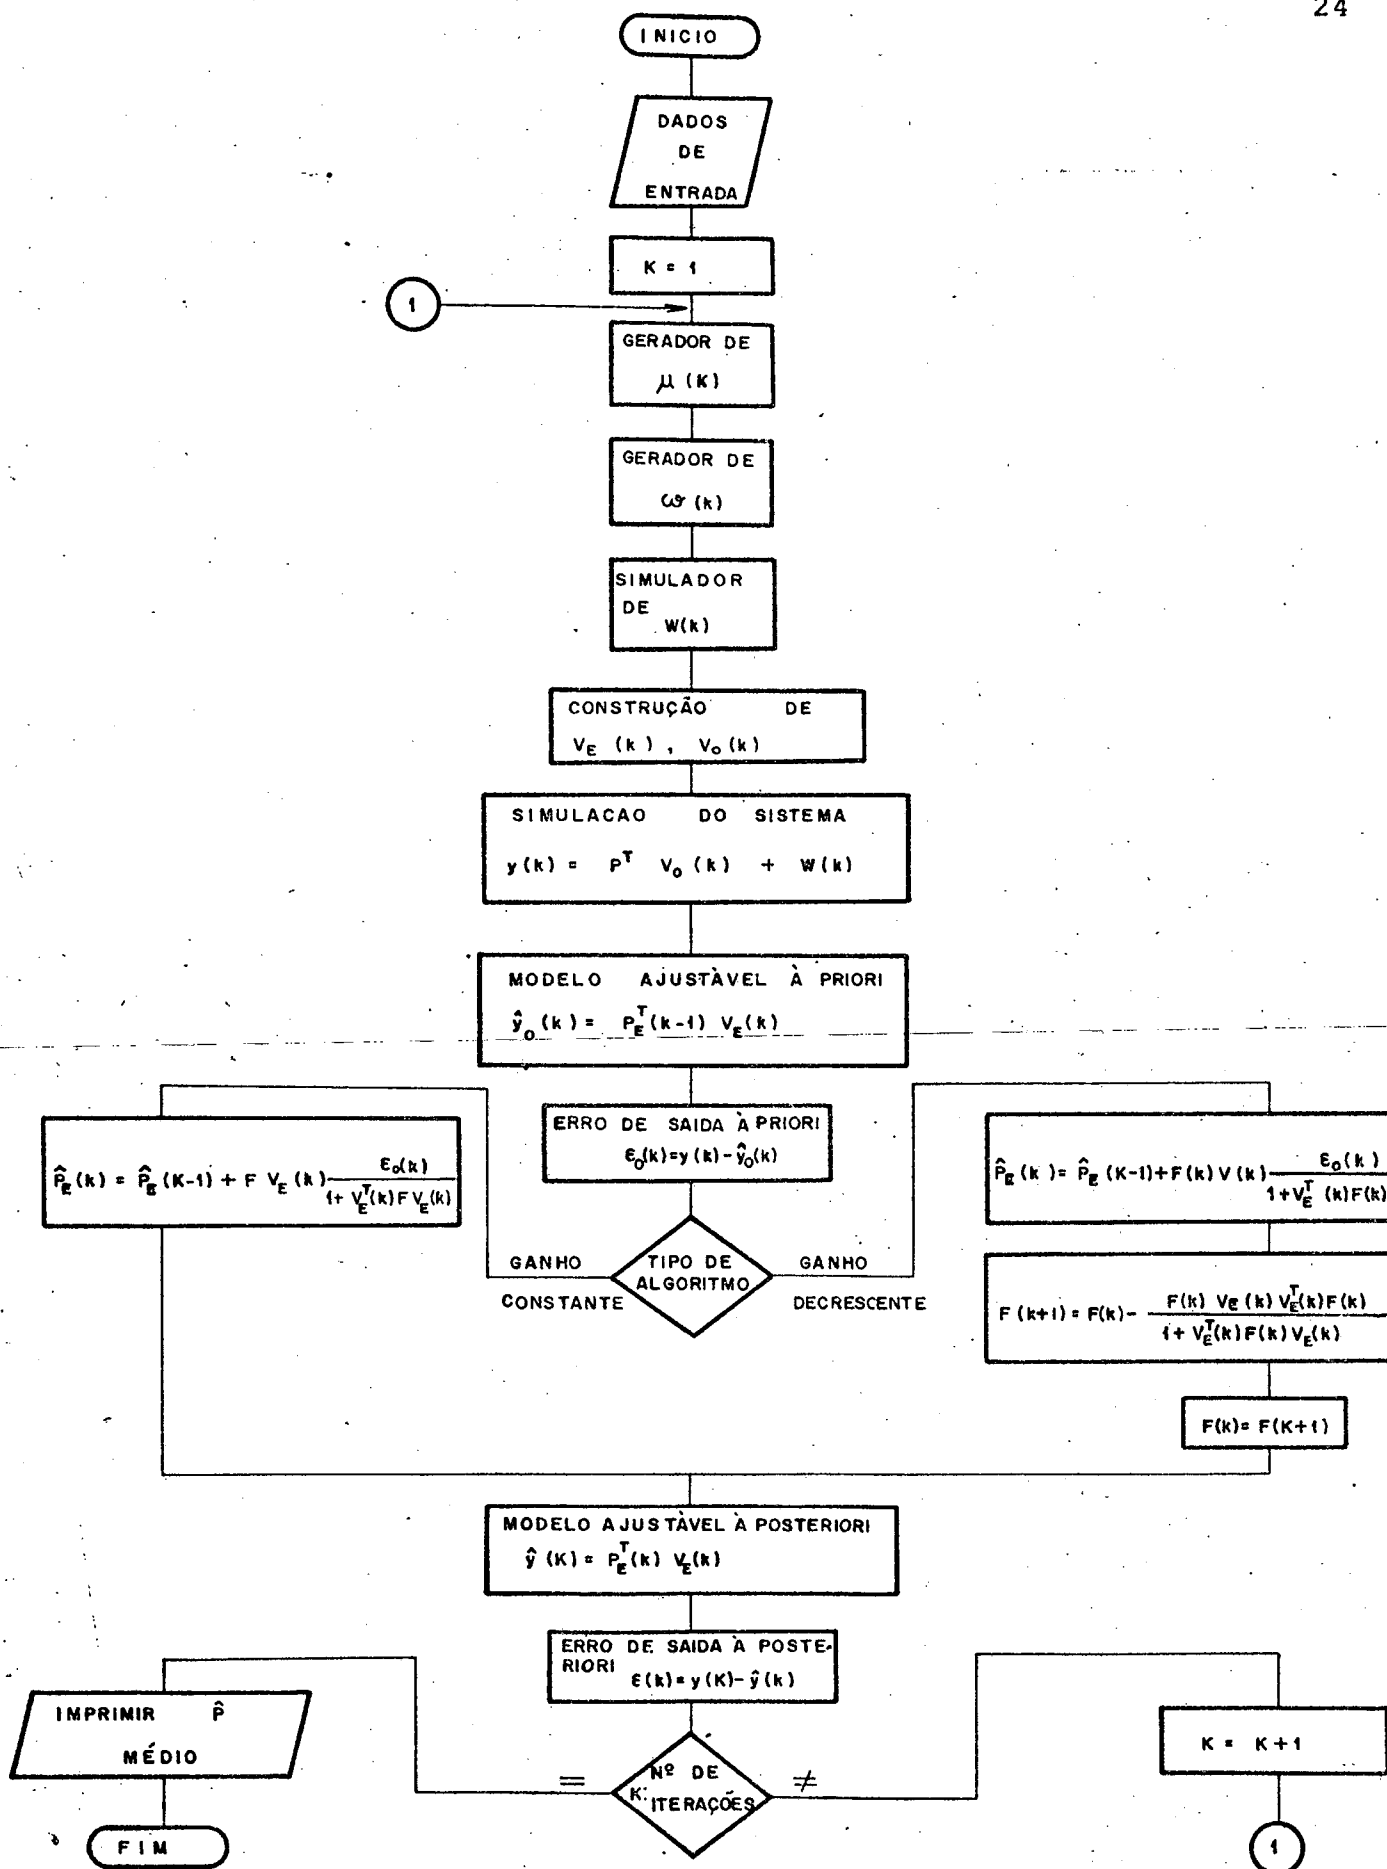 24
INICIO
DADOS
DE
ENTRADA
K = 1
1
GERADOR DE
μ (K)
GERADOR DE
ω (k)
SIMULADOR
DE
W(k)
CONSTRUÇÃO DE
V_E (k) , V_O (k)
SIMULACAO DO SISTEMA
y(k) = P^T V_O (k) + W(k)
MODELO AJUSTÀVEL À PRIORI
ŷ_O (k) = P_E^T (k-1) V_E (k)
ERRO DE SAIDA À PRIORI
ε_O(k)=y(k)-ŷ_O(k)
P̂_E (k) = P̂_E (K-1) + F V_E (k) ε_O(k) / 1+ V_E^T(k) F V_E(k)
P̂_E (k) = P̂_E (K-1)+F(k) V(k) ε_O(k) / 1+V_E^T (k)F(k)
GANHO
CONSTANTE
TIPO DE
ALGORITMO
GANHO
DECRESCENTE
F(k+1) = F(k)- F(k) V_E(k) V_E^T(k)F(k) / 1+ V_E^T(k)F(k)V_E(k)
F(k)= F(K+1)
MODELO AJUSTÀVEL À POSTERIORI
ŷ (K) = P_E^T(k) V_E(k)
ERRO DE SAIDA À POSTE-
RIORI
ε(k)=y(K)-ŷ(k)
IMPRIMIR P̂
MÉDIO
FIM
=
Nº DE
K:
ITERAÇÕES
≠
K = K+1
1